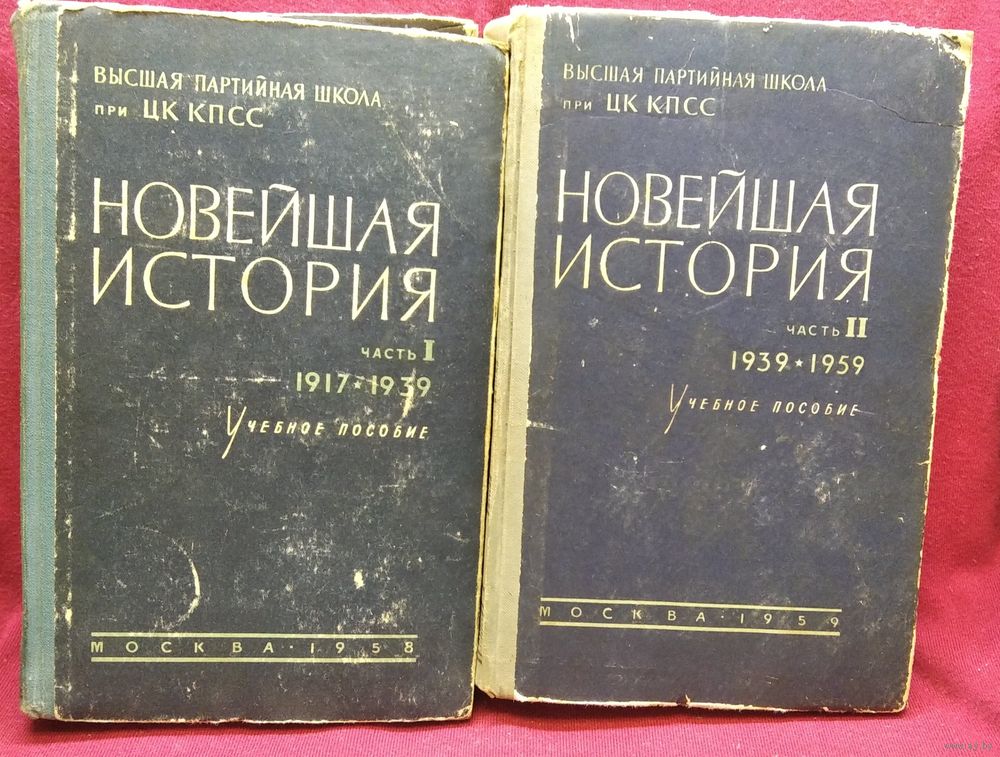 ВЫСШАЯ ПАРТИЙНАЯ ШКОЛА
ПРИ ЦК КПСС
НОВЕЙШАЯ
ИСТОРИЯ
ЧАСТЬ I
1917★1939
УЧЕБНОЕ ПОСОБИЕ
МОСКВА·1958
ВЫСШАЯ ПАРТИЙНАЯ ШКОЛА
ПРИ ЦК КПСС
НОВЕЙШАЯ
ИСТОРИЯ
ЧАСТЬ II
1939★1959
УЧЕБНОЕ ПОСОБИЕ
МОСКВА·1959